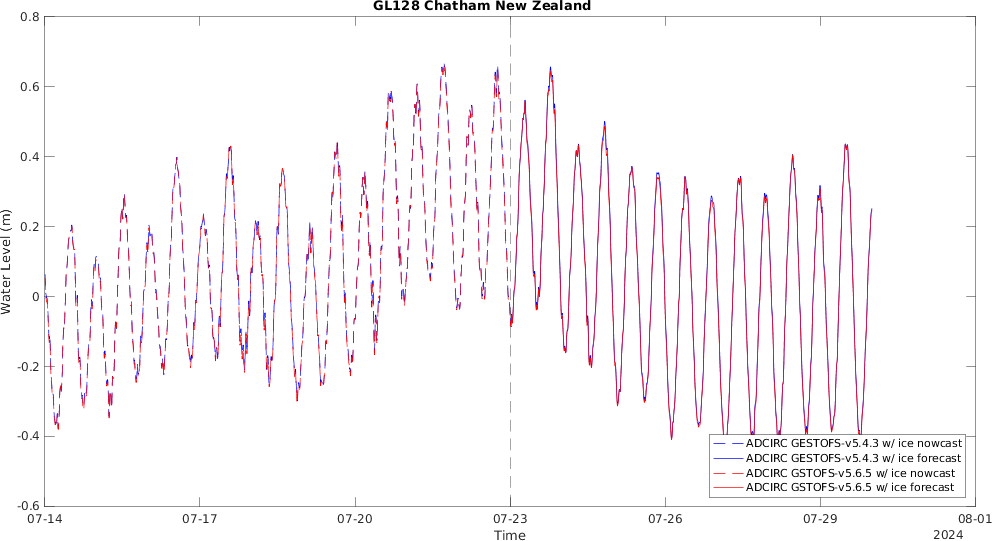 GL128 Chatham New Zealand
0.8
0.6
0.4
0.2
0
-0.2
-0.4
-0.6
Water Level (m)
07-14
07-17
07-20
07-23
07-26
07-29
08-01
Time
2024
ADCIRC GESTOFS-v5.4.3 w/ ice nowcast
ADCIRC GESTOFS-v5.4.3 w/ ice forecast
ADCIRC GSTOFS-v5.6.5 w/ ice nowcast
ADCIRC GSTOFS-v5.6.5 w/ ice forecast